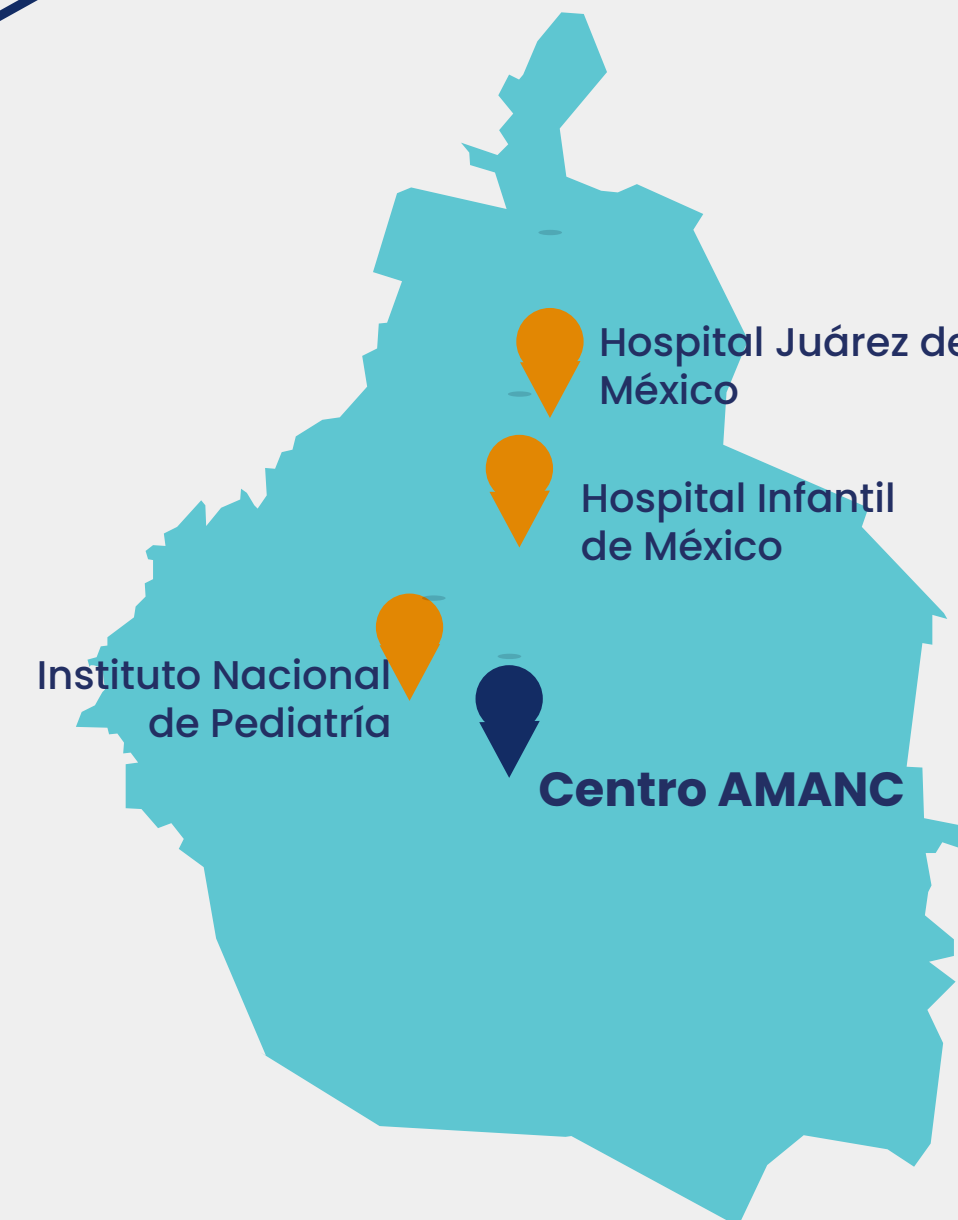 Hospital Juárez de
México
Hospital Infantil
de México
Instituto Nacional
de Pediatría
Centro AMANC